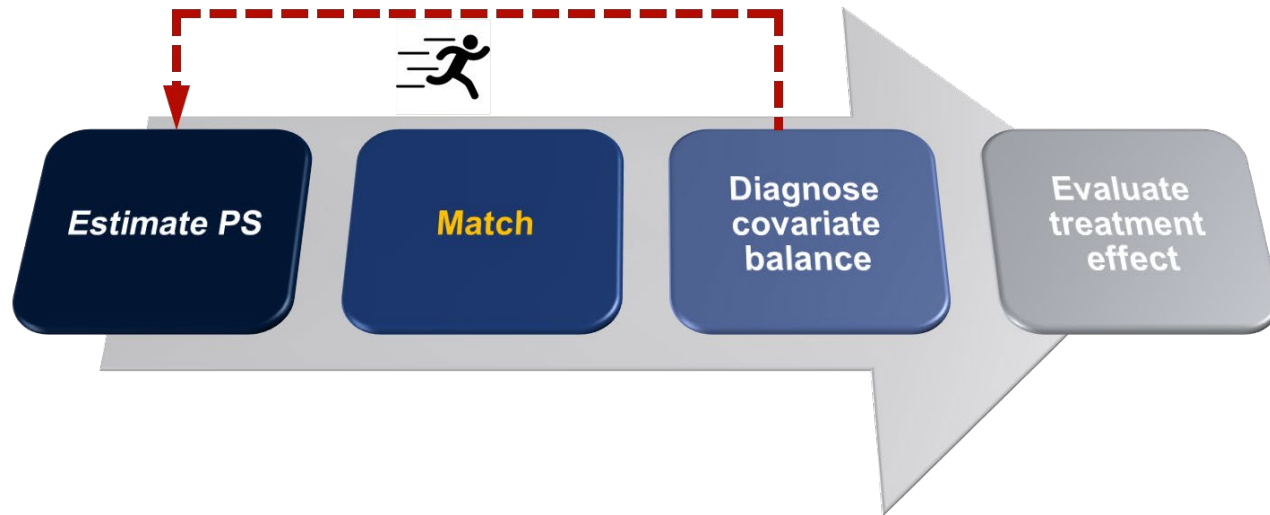 Estimate PS
Match
Diagnose
covariate
balance
Evaluate
treatment
effect